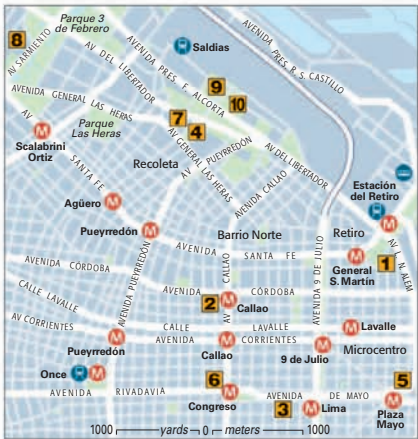 Parque 3
de Febrero
8
AV SARMIENTO
AV DEL LIBERTADOR
AVENIDA PRES. F. ALCORTA
Saldías
AVENIDA PRES. R. S. CASTILLO
AVENIDA GENERAL LAS HERAS
9
10
7
4
Parque
Las Heras
M
Scalabrini
Ortiz
AV SANTA FE
Recoleta
AV GENERAL LAS HERAS
AV PUEYRREDÓN
AV DEL LIBERTADOR
AVENIDA CALLAO
Estación
del Retiro
M
Agüero
M
Pueyrredón
M
Barrio Norte
Retiro
AV L. N. ALEM
AVENIDA SANTA FE
M
General
S. Martín
1
AVENIDA CÓRDOBA
AVENIDA PUEYRREDÓN
AV CALLAO
AVENIDA 9 DE JULIO
AVENIDA CÓRDOBA
2
M
Callao
CALLE LAVALLE
CALLE LAVALLE
M
Lavalle
AV CORRIENTES
AVENIDA CORRIENTES
M
Pueyrredón
M
Callao
M
9 de Julio
Microcentro
Once
M
6
M
Congreso
5
AVENIDA RIVADAVIA
AVENIDA DE MAYO
3
M
Lima
M
Plaza
Mayo
1000 yards 0 meters 1000